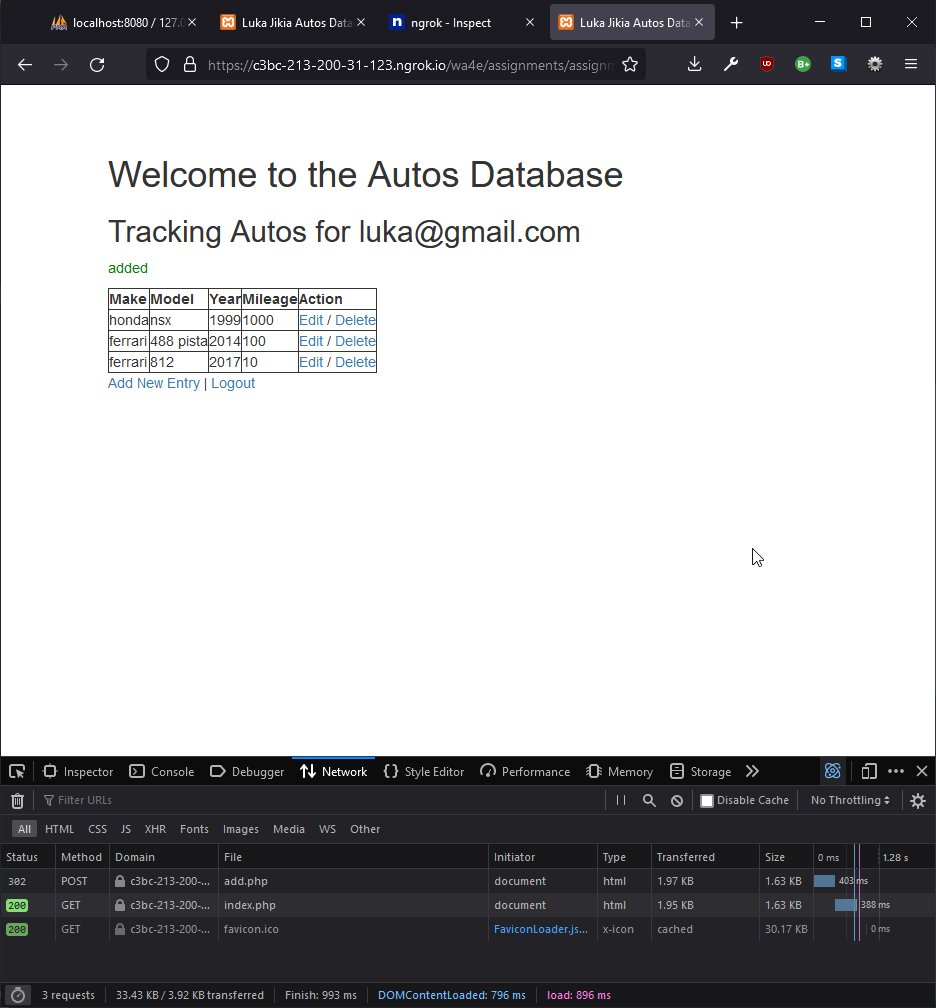 localhost:8080 / 127.0
Luka Jikia Autos Data
ngrok - Inspect
Luka Jikia Autos Data
https://c3bc-213-200-31-123.ngrok.io/wa4e/assignments/assignm
Welcome to the Autos Database
Tracking Autos for luka@gmail.com
added
Make Model Year Mileage Action
honda nsx 1999 1000 Edit / Delete
ferrari 488 pista 2014 100 Edit / Delete
ferrari 812 2017 10 Edit / Delete
Add New Entry | Logout
Inspector Console Debugger Network Style Editor Performance Memory Storage
Filter URLs Disable Cache No Throttling
All HTML CSS JS XHR Fonts Images Media WS Other
Status Method Domain File Initiator Type Transferred Size 0 ms 1.28 s
302 POST c3bc-213-200-... add.php document html 1.97 KB 1.63 KB 403 ms
200 GET c3bc-213-200-... index.php document html 1.95 KB 1.63 KB 388 ms
200 GET c3bc-213-200-... favicon.ico FaviconLoader.js... x-icon cached 30.17 KB 0 ms
3 requests 33.43 KB / 3.92 KB transferred Finish: 993 ms DOMContentLoaded: 796 ms load: 896 ms